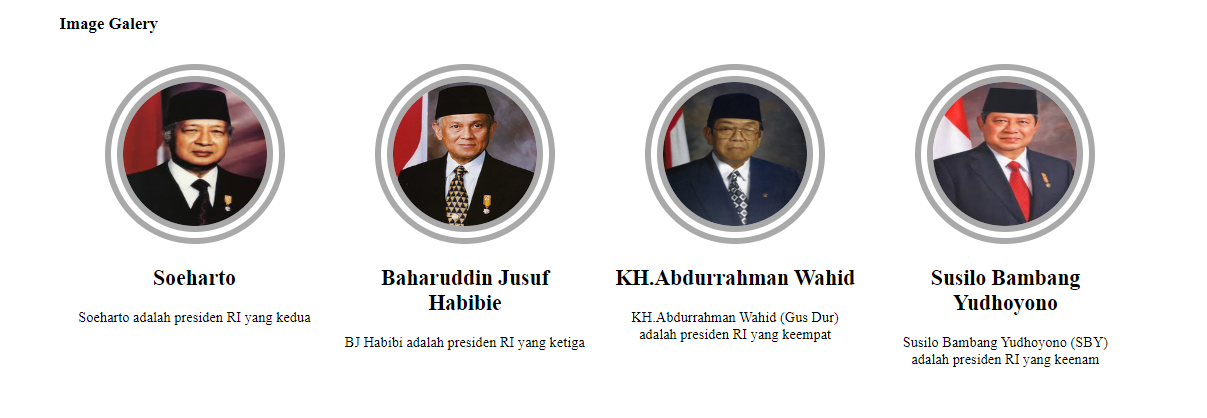 Image Galery
Soeharto
Soeharto adalah presiden RI yang kedua
Baharuddin Jusuf
Habibie
BJ Habibi adalah presiden RI yang ketiga
KH.Abdurrahman Wahid
KH.Abdurrahman Wahid (Gus Dur)
adalah presiden RI yang keempat
Susilo Bambang
Yudhoyono
Susilo Bambang Yudhoyono (SBY)
adalah presiden RI yang keenam